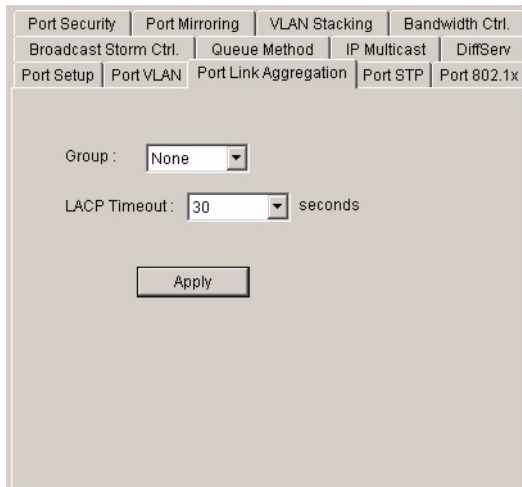 Port Security Port Mirroring VLAN Stacking Bandwidth Ctrl.
Broadcast Storm Ctrl. Queue Method IP Multicast DiffServ
Port Setup Port VLAN Port Link Aggregation Port STP Port 802.1x
Group : None
LACP Timeout : 30 seconds
Apply